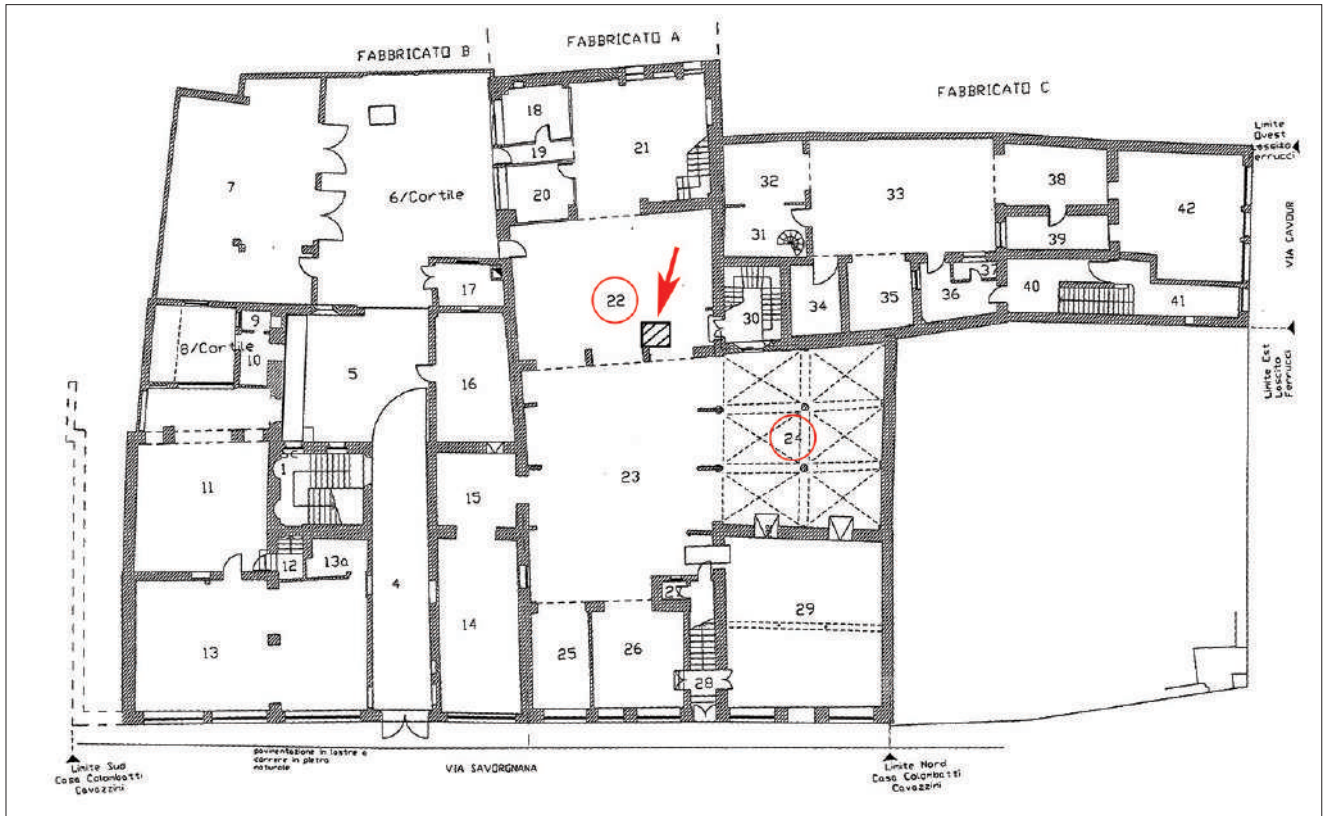 FABBRICATO B
FABBRICATO A
FABBRICATO C
Limite
Ovest
Lascito
Ferrucci
18
19
21
20
7
6/Cortile
32
33
38
42
31
39
VIA CAVOUR
17
22
30
34
35
36
37
40
41
9
8/Cortile
10
5
16
Limite Est
Lascito
Ferrucci
24
1
11
15
23
12
13a
4
27
29
13
14
25
26
28
pavimentazione in lastre o
correre in pietra
naturale
VIA SAVORGNANA
Limite Sud
Casa Colombatti
Cavazzini
Limite Nord
Casa Colombatti
Cavazzini